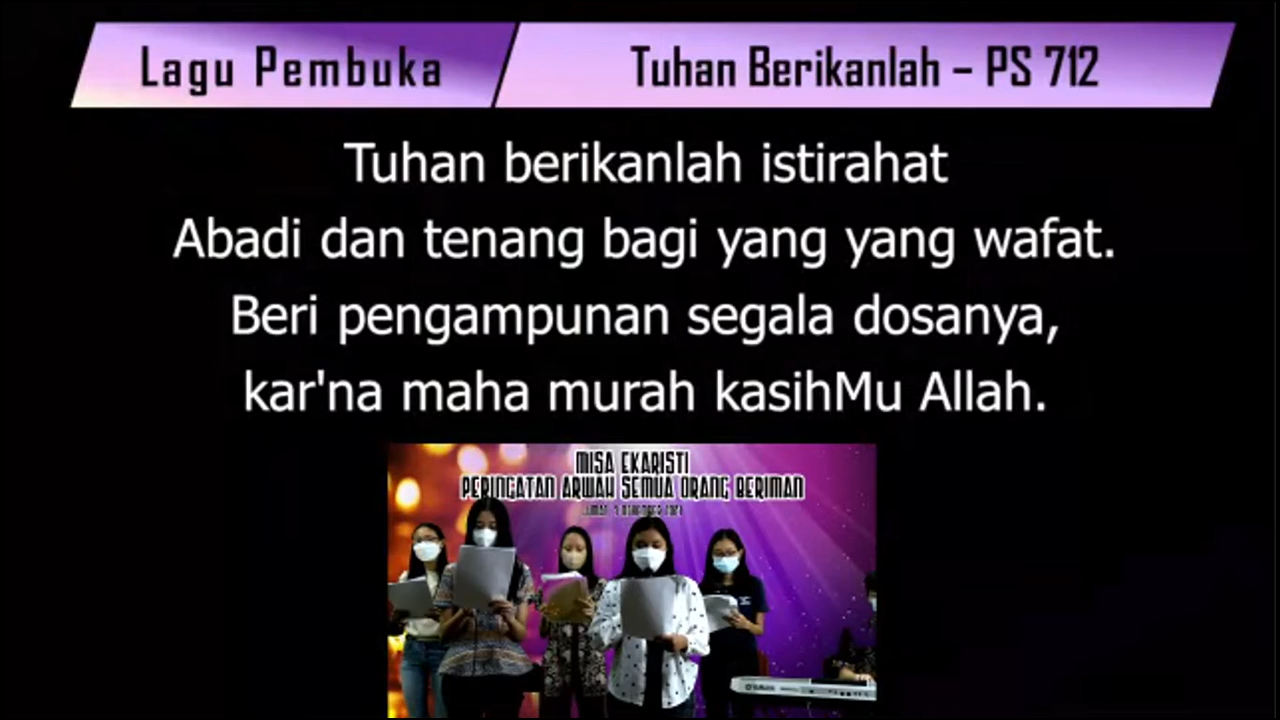 Lagu Pembuka
Tuhan Berikanlah – PS 712
Tuhan berikanlah istirahat
Abadi dan tenang bagi yang yang wafat.
Beri pengampunan segala dosanya,
kar'na maha murah kasihMu Allah.
MISA EKARISTI
PERINGATAN ARWAH SEMUA ORANG BERIMAN
YAMAHA